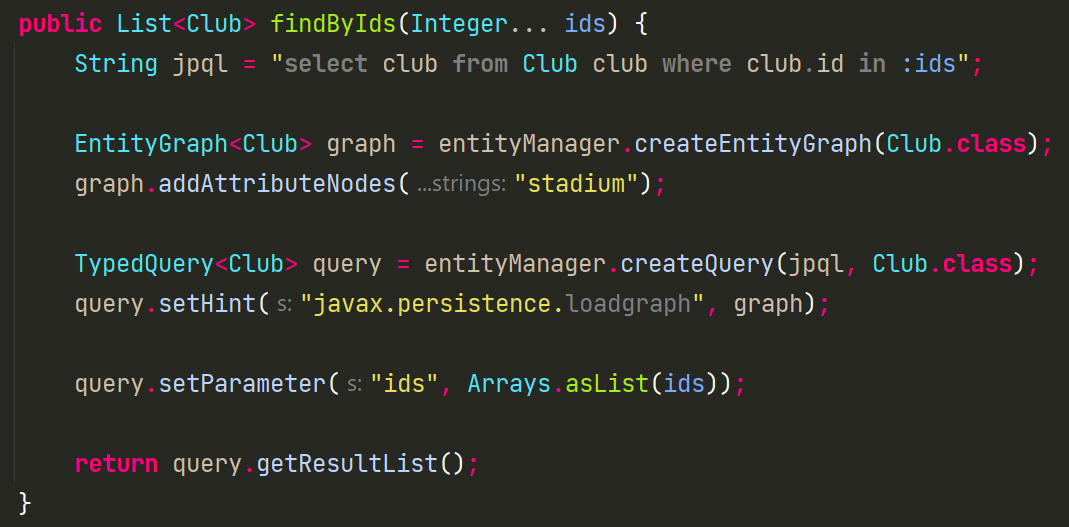 public List<Club> findByIds(Integer... ids) {
    String jpql = "select club from Club club where club.id in :ids";

    EntityGraph<Club> graph = entityManager.createEntityGraph(Club.class);
    graph.addAttributeNodes( ...strings: "stadium");

    TypedQuery<Club> query = entityManager.createQuery(jpql, Club.class);
    query.setHint( s: "javax.persistence.loadgraph", graph);

    query.setParameter( s: "ids", Arrays.asList(ids));

    return query.getResultList();
}